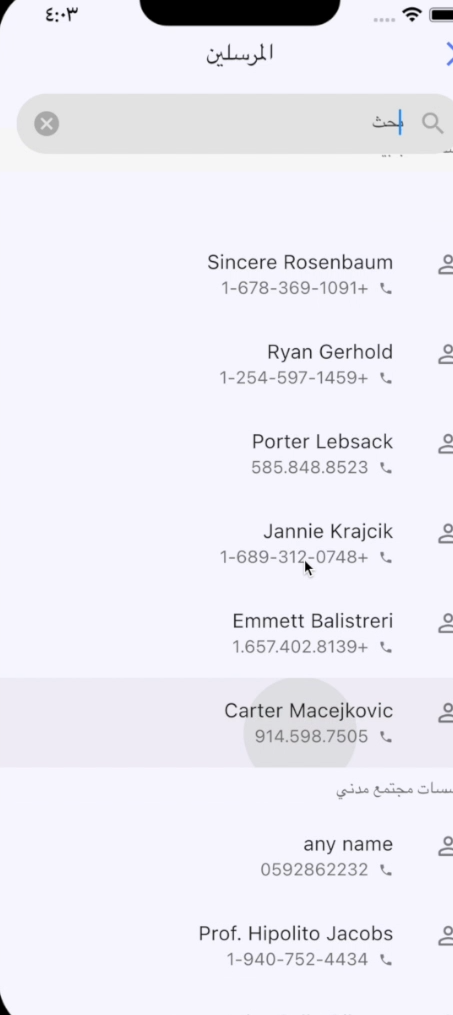 ٤:٠٣
المرسلين
بحث
Sincere Rosenbaum
1-678-369-1091+
Ryan Gerhold
1-254-597-1459+
Porter Lebsack
585.848.8523
Jannie Krajcik
1-689-312-0748+
Emmett Balistreri
1.657.402.8139+
Carter Macejkovic
914.598.7505
مجتمع مدني
any name
0592862232
Prof. Hipolito Jacobs
1-940-752-4434